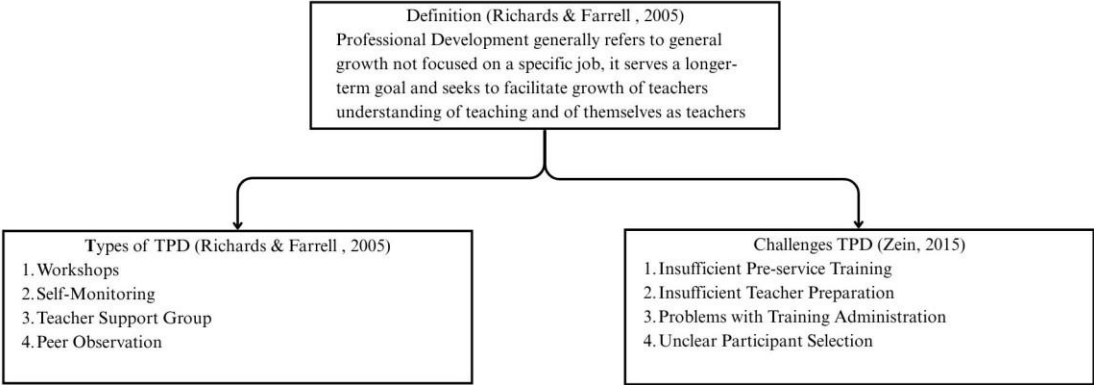 Definition (Richards & Farrell , 2005)
Professional Development generally refers to general
growth not focused on a specific job, it serves a longer-
term goal and seeks to facilitate growth of teachers
understanding of teaching and of themselves as teachers
Types of TPD (Richards & Farrell , 2005)
1. Workshops
2. Self-Monitoring
3. Teacher Support Group
4. Peer Observation
Challenges TPD (Zein, 2015)
1. Insufficient Pre-service Training
2. Insufficient Teacher Preparation
3. Problems with Training Administration
4. Unclear Participant Selection